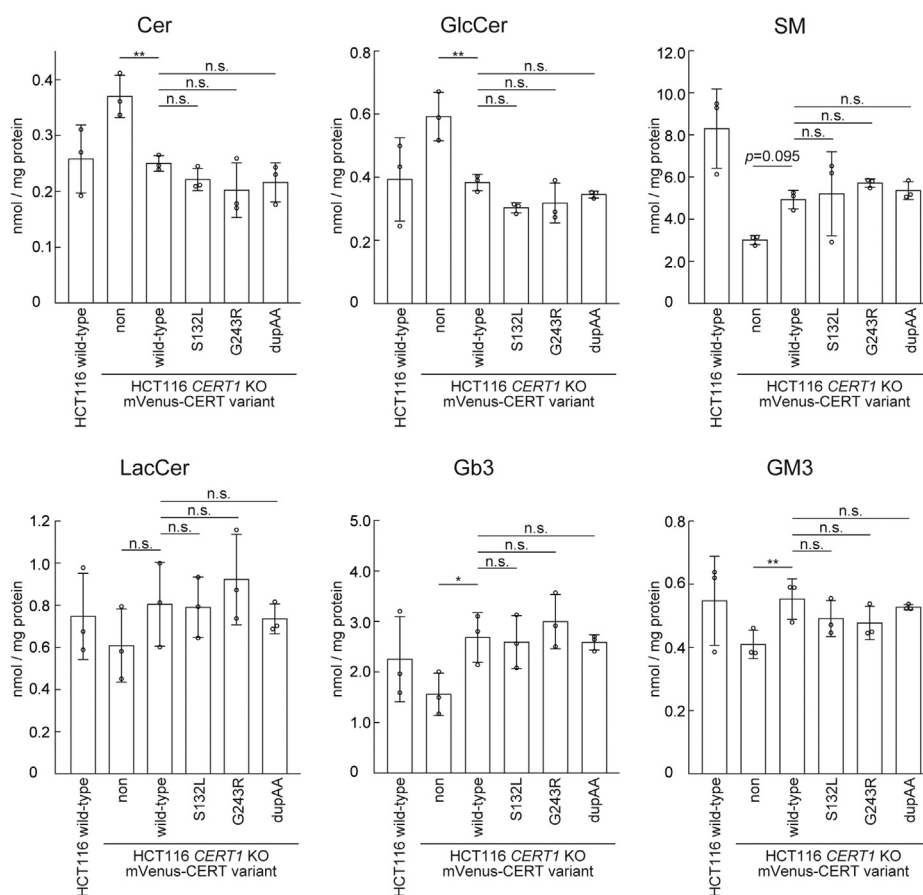 Cer
nmol / mg protein
0.4
0.3
0.2
0.1
0
**
n.s.
n.s.
n.s.
HCT116 wild-type
non
wild-type
S132L
G243R
dupAA
HCT116 CERT1 KO
mVenus-CERT variant
GlcCer
nmol / mg protein
0.8
0.6
0.4
0.2
0
**
n.s.
n.s.
n.s.
HCT116 wild-type
non
wild-type
S132L
G243R
dupAA
HCT116 CERT1 KO
mVenus-CERT variant
SM
nmol / mg protein
10.0
8.0
6.0
4.0
2.0
0
p=0.095
n.s.
n.s.
n.s.
HCT116 wild-type
non
wild-type
S132L
G243R
dupAA
HCT116 CERT1 KO
mVenus-CERT variant
LacCer
nmol / mg protein
1.2
1.0
0.8
0.6
0.4
0.2
0
n.s.
n.s.
n.s.
n.s.
HCT116 wild-type
non
wild-type
S132L
G243R
dupAA
HCT116 CERT1 KO
mVenus-CERT variant
Gb3
nmol / mg protein
5.0
4.0
3.0
2.0
1.0
0
*
n.s.
n.s.
n.s.
HCT116 wild-type
non
wild-type
S132L
G243R
dupAA
HCT116 CERT1 KO
mVenus-CERT variant
GM3
nmol / mg protein
0.8
0.6
0.4
0.2
0
**
n.s.
n.s.
n.s.
HCT116 wild-type
non
wild-type
S132L
G243R
dupAA
HCT116 CERT1 KO
mVenus-CERT variant